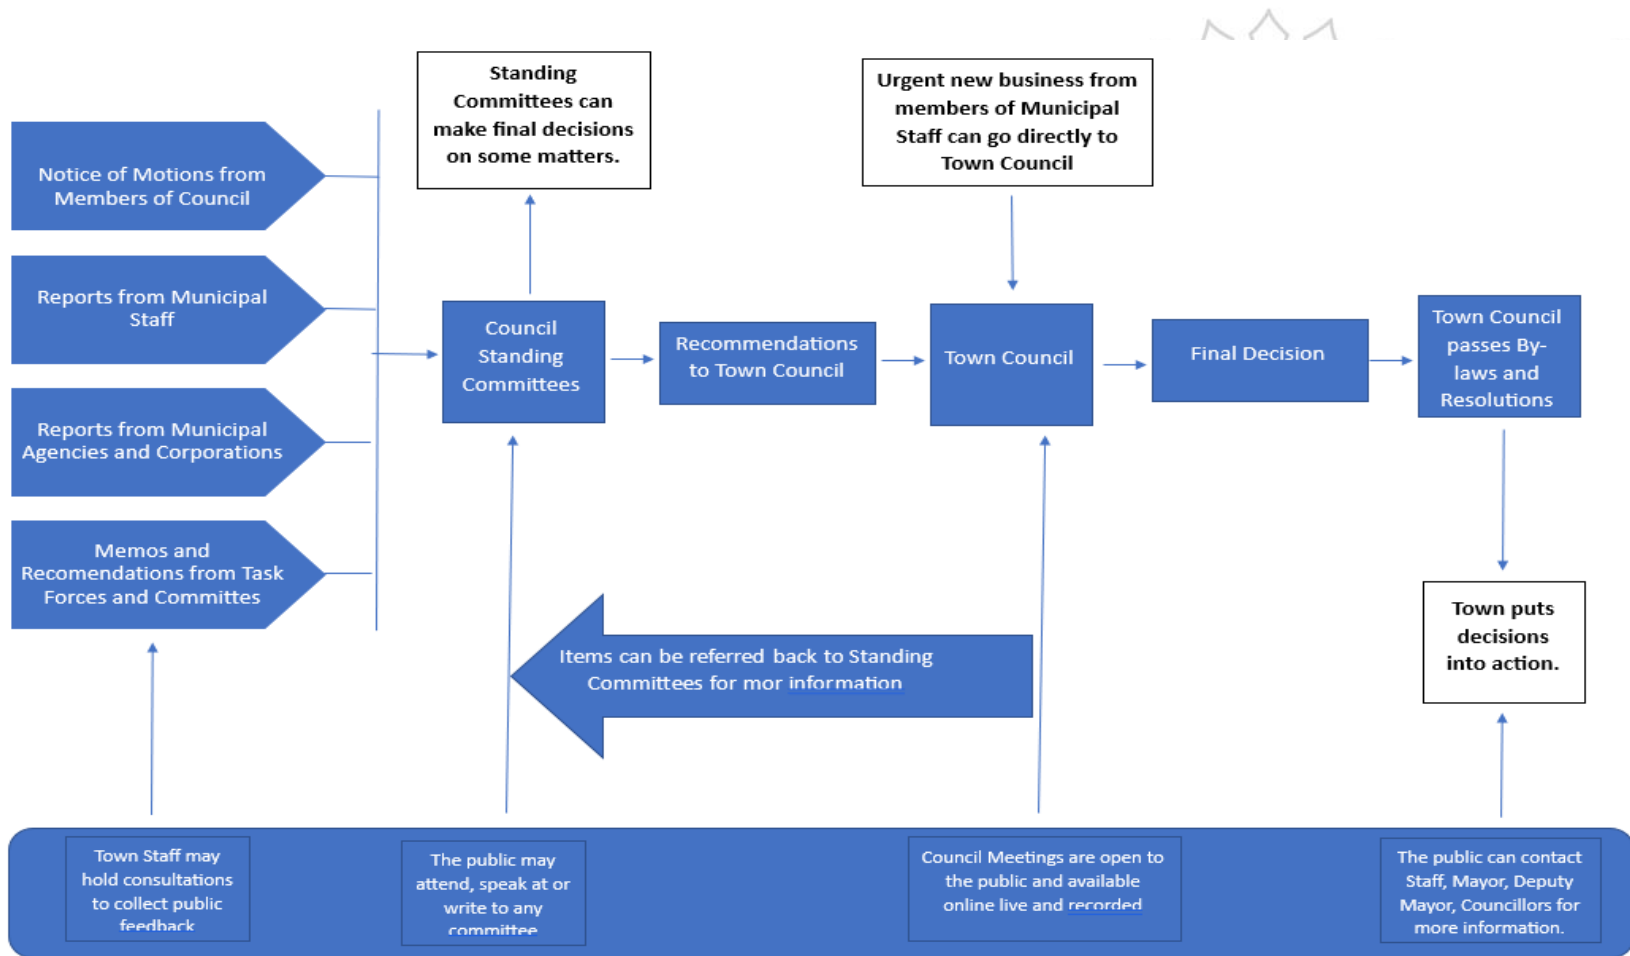 Standing
Committees can
make final decisions
on some matters.
Urgent new business from
members of Municipal
Staff can go directly to
Town Council
Notice of Motions from
Members of Council
Reports from Municipal
Staff
Reports from Municipal
Agencies and Corporations
Memos and
Recomendations from Task
Forces and Committes
Council
Standing
Committees
Recommendations
to Town Council
Town Council
Final Decision
Town Council
passes By-
laws and
Resolutions
Items can be referred back to Standing
Committees for mor information
Town puts
decisions
into action.
Town Staff may
hold consultations
to collect public
feedback
The public may
attend, speak at or
write to any
committee
Council Meetings are open to
the public and available
online live and recorded
The public can contact
Staff, Mayor, Deputy
Mayor, Councillors for
more information.